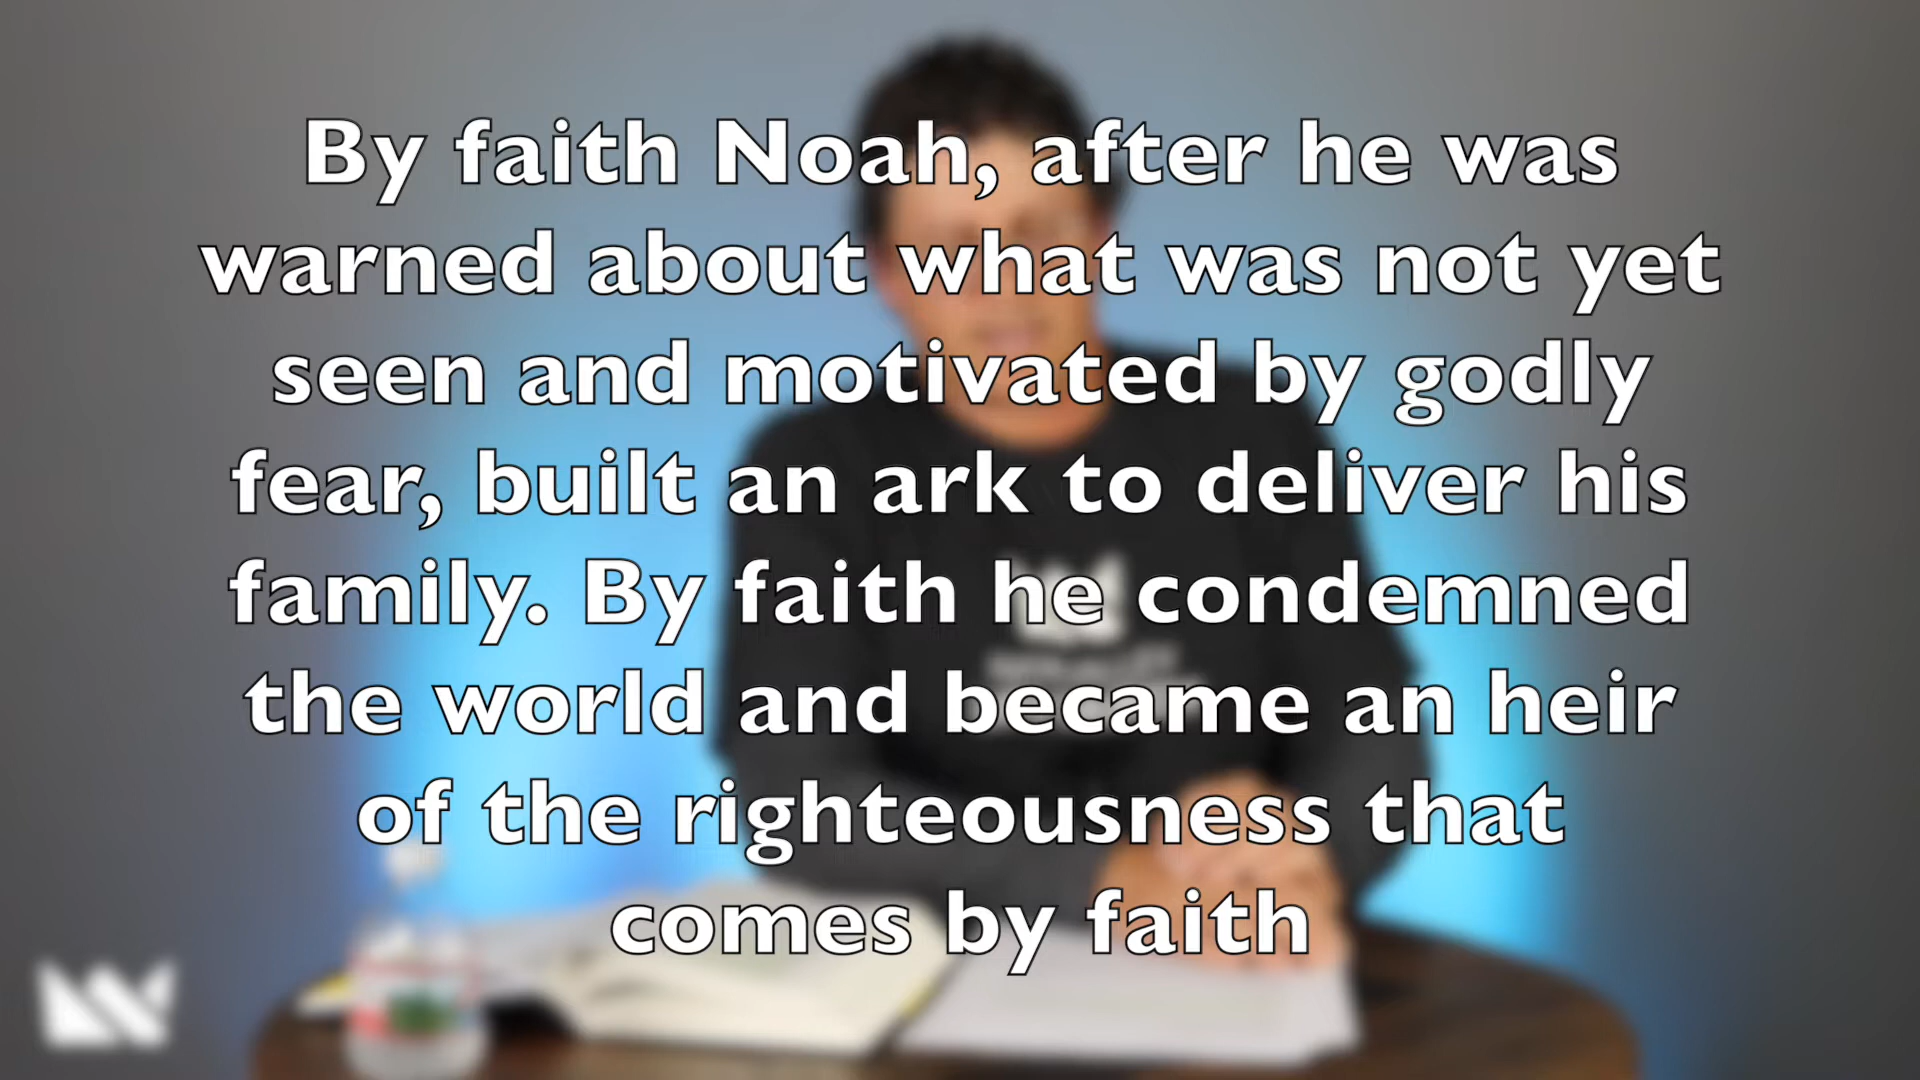 By faith Noah, after he was
warned about what was not yet
seen and motivated by godly
fear, built an ark to deliver his
family. By faith he condemned
the world and became an heir
of the righteousness that
comes by faith